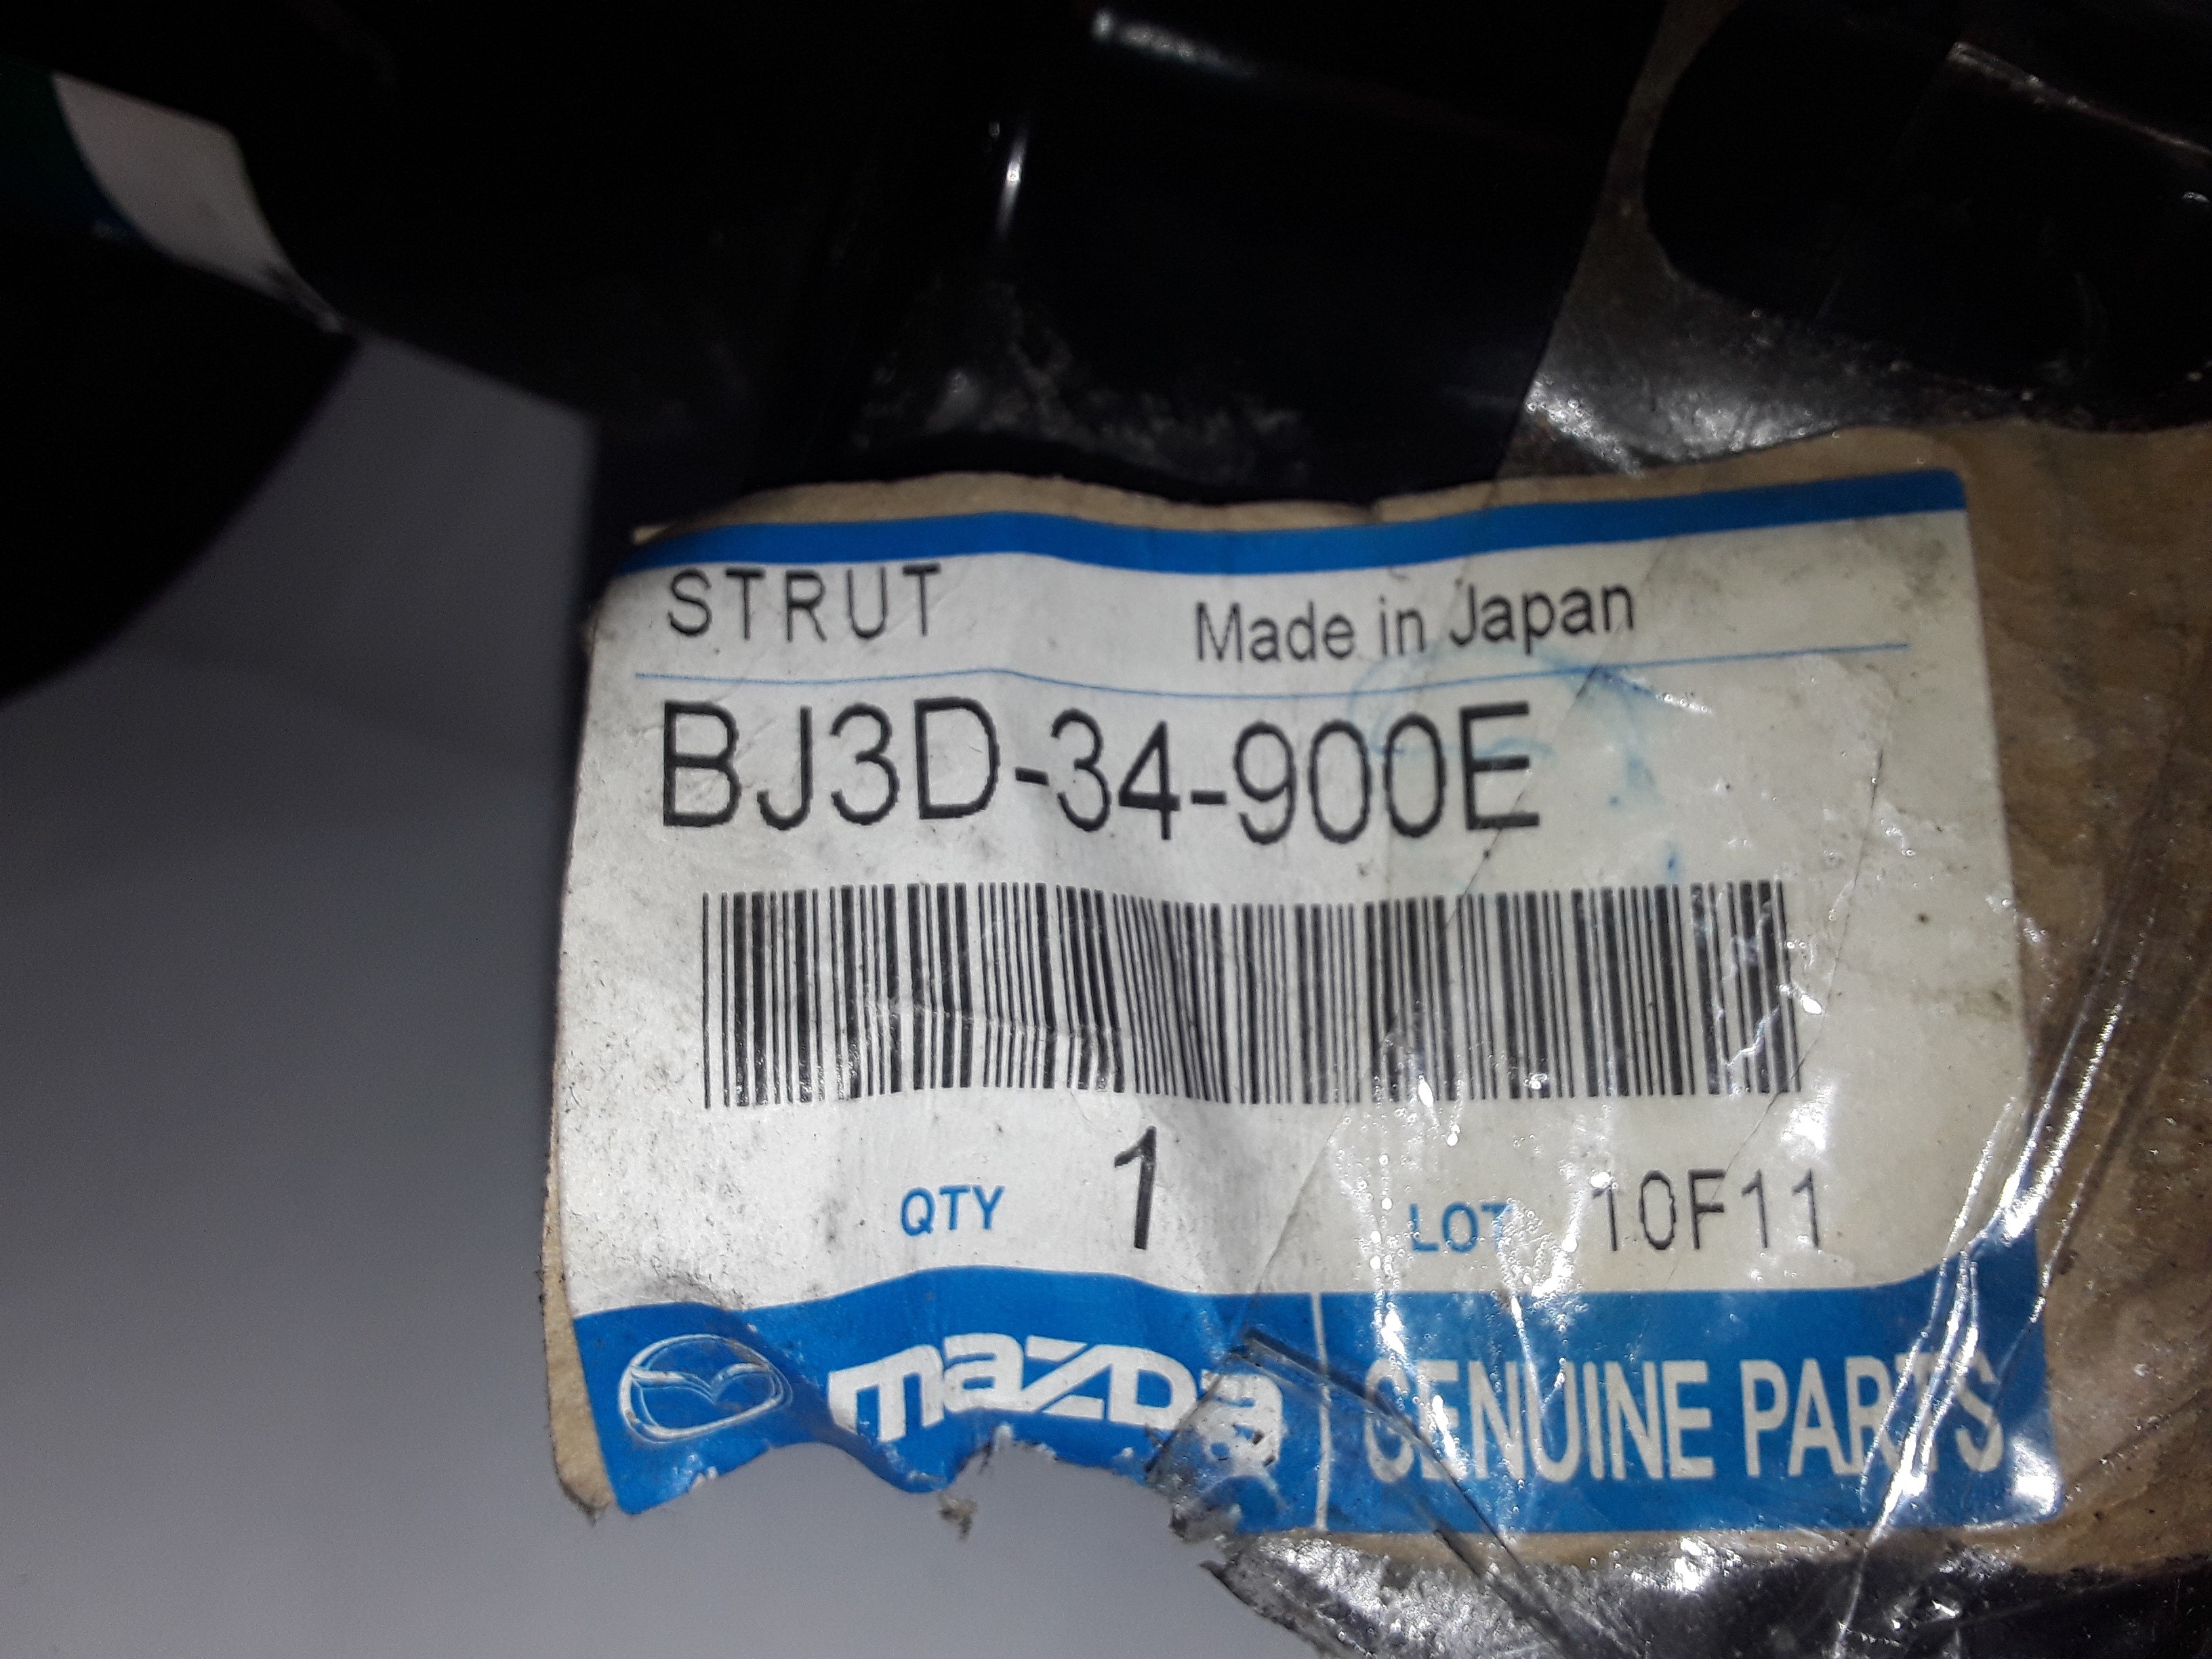 STRUT Made in Japan
BJ3D-34-900E
QTY 1 LOT 10F11
mazda GENUINE PARTS